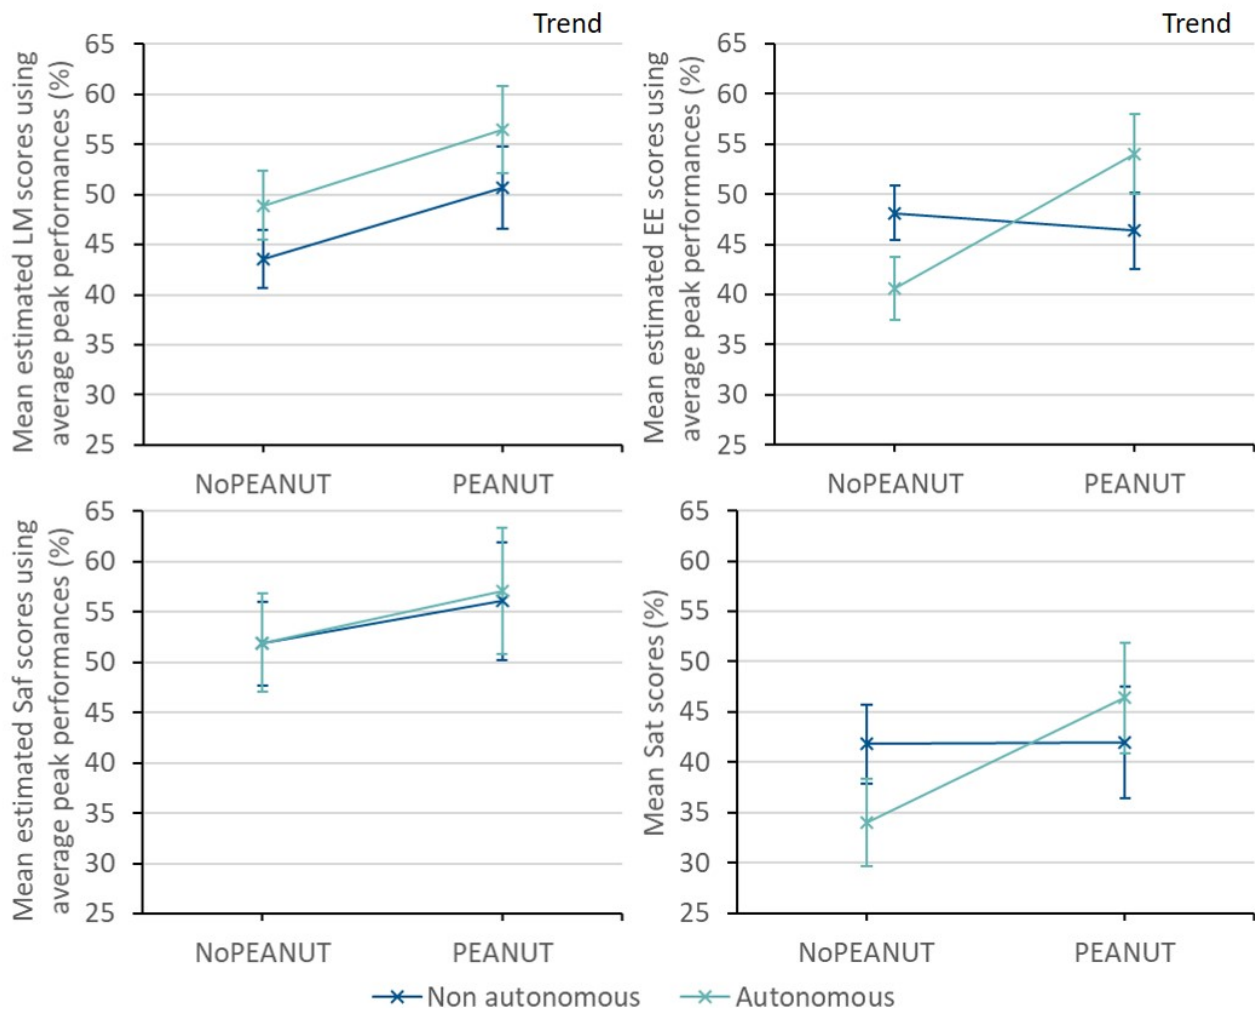 Trend
Mean estimated LM scores using
average peak performances (%)
65
60
55
50
45
40
35
30
25
NoPEANUT
PEANUT
Trend
Mean estimated EE scores using
average peak performances (%)
65
60
55
50
45
40
35
30
25
NoPEANUT
PEANUT
Mean estimated Saf scores using
average peak performances (%)
65
60
55
50
45
40
35
30
25
NoPEANUT
PEANUT
Mean Sat scores (%)
65
60
55
50
45
40
35
30
25
NoPEANUT
PEANUT
Non autonomous
Autonomous